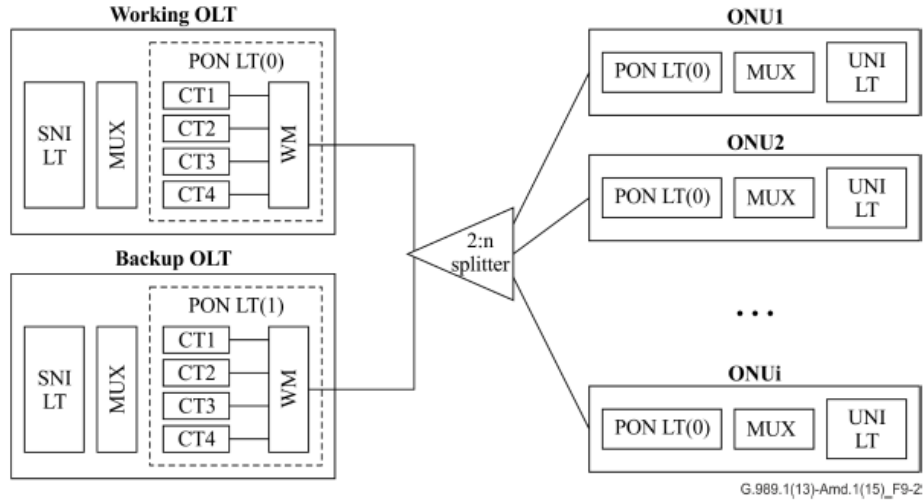 Working OLT
PON LT(0)
SNI
LT
MUX
CT1
CT2
CT3
CT4
WM
Backup OLT
PON LT(1)
SNI
LT
MUX
CT1
CT2
CT3
CT4
WM
2:n
splitter
ONU1
PON LT(0)
MUX
UNI
LT
ONU2
PON LT(0)
MUX
UNI
LT
...
ONUi
PON LT(0)
MUX
UNI
LT
G.989.1(13)-Amd.1(15)_F9-2